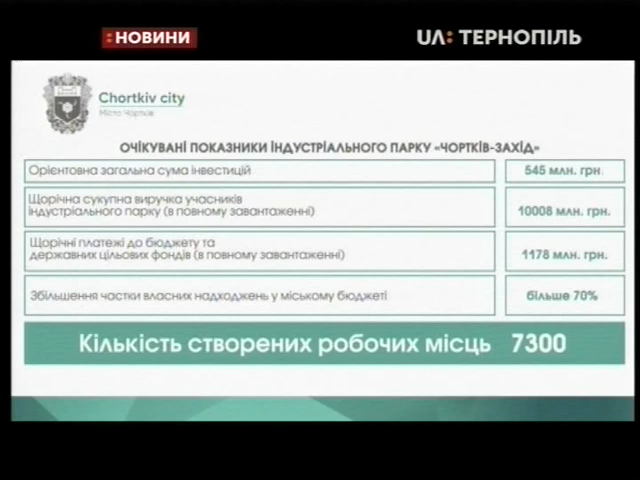 :НОВИНИ
UA: ТЕРНОПІЛЬ
Chortkiv city
Місто Чортків
ОЧІКУВАНІ ПОКАЗНИКИ ІНДУСТРІАЛЬНОГО ПАРКУ «ЧОРТКІВ-ЗАХІД»
Орієнтовна загальна сума інвестицій
545 млн. грн.
Щорічна сукупна виручка учасників
індустріального парку (в повному завантаженні)
10008 млн. грн.
Щорічні платежі до бюджету та
державних цільових фондів (в повному завантаженні)
1178 млн. грн.
Збільшення частки власних надходжень у міському бюджеті
більше 70%
Кількість створених робочих місць 7300